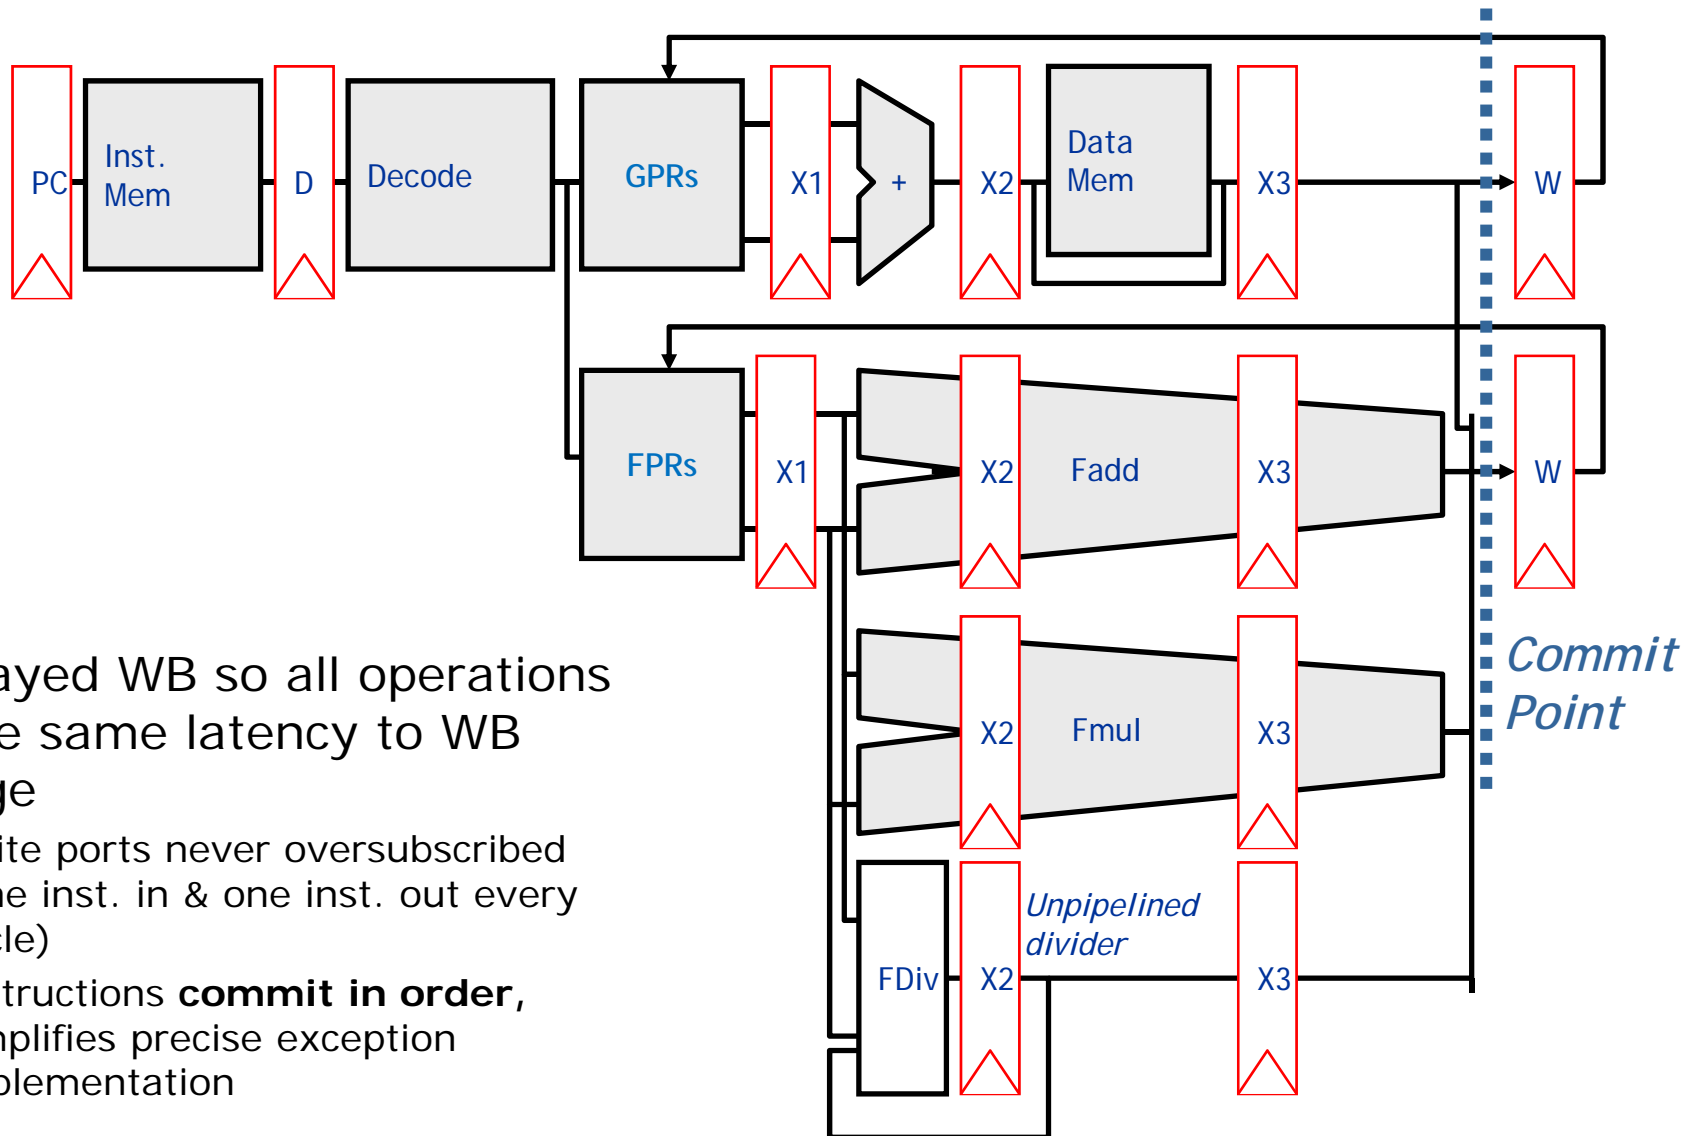 PC
Inst.
Mem
D
Decode
GPRs
X1
+
X2
Data
Mem
X3
W
FPRs
X1
X2
Fadd
X3
W
X2
Fmul
X3
Commit
Point
FDiv
X2
Unpipelined
divider
X3
ayed WB so all operations
e same latency to WB
ge
ite ports never oversubscribed
ne inst. in & one inst. out every
cle)
tructions commit in order,
nplifies precise exception
plementation